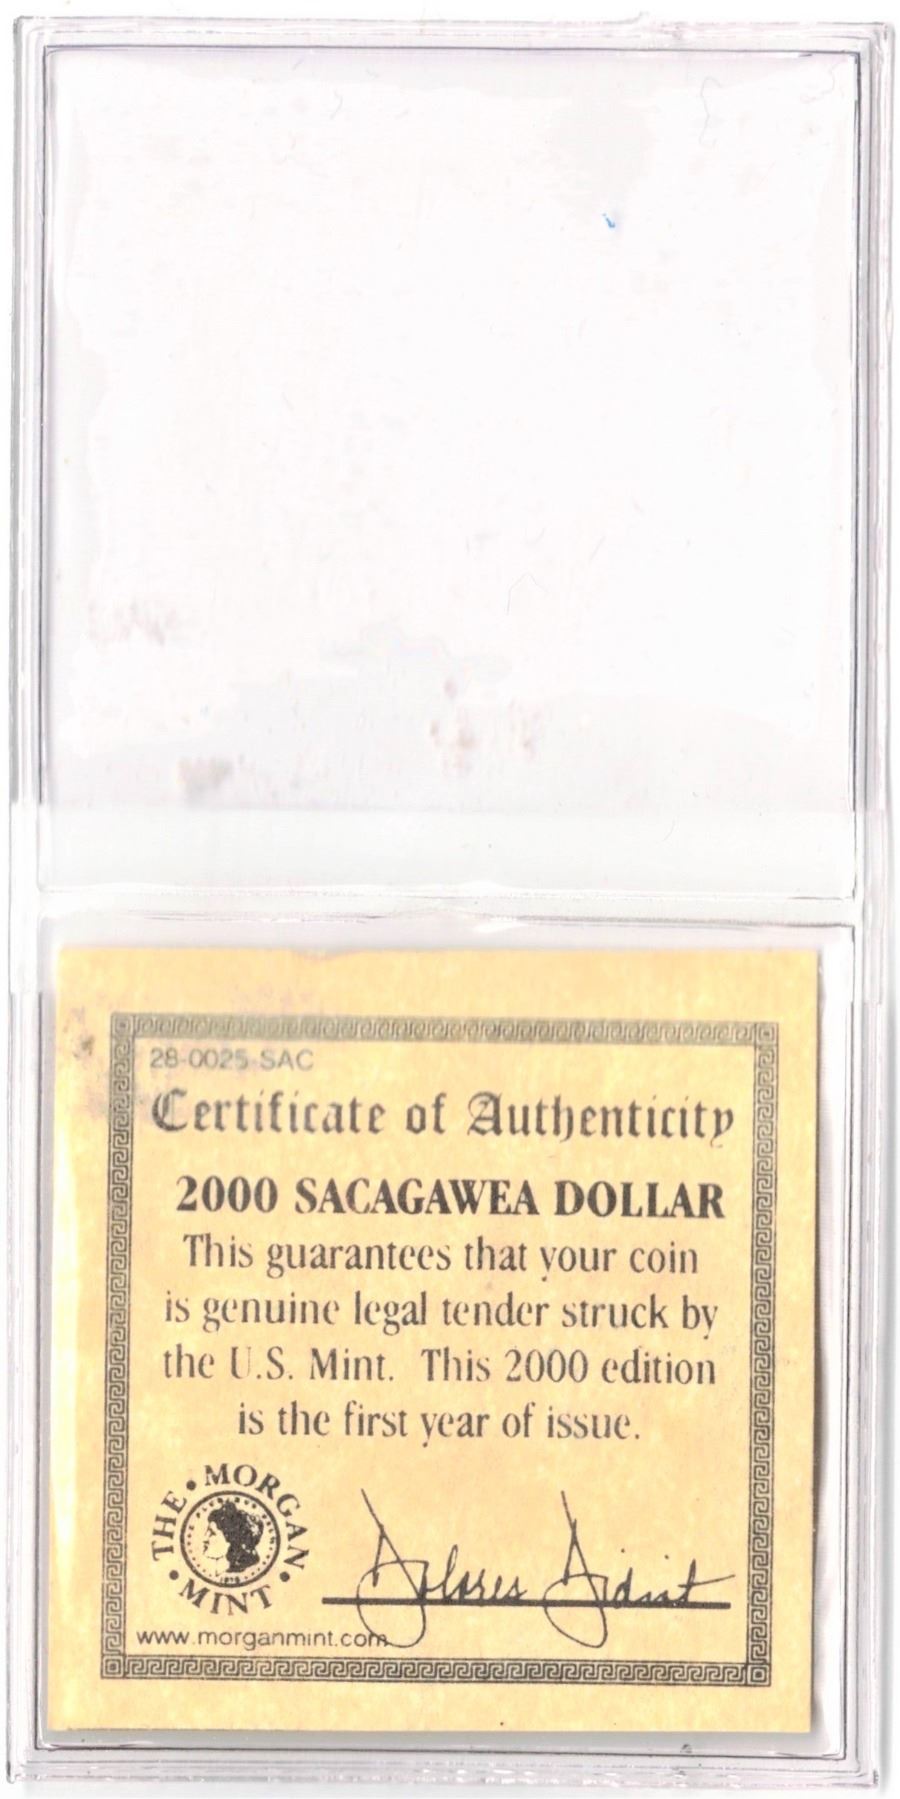 28-0025-SAC
Certificate of Authenticity
2000 SACAGAWEA DOLLAR
This guarantees that your coin
is genuine legal tender struck by
the U.S. Mint. This 2000 edition
is the first year of issue.
THE • MORGAN • MINT •
Dolores
www.morganmint.com